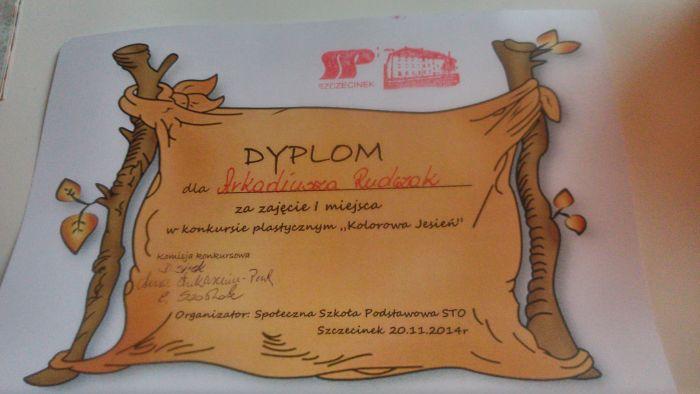 SP
SZCZECINEK
DYPLOM
dla Arkadiusza Rudczak
za zajęcie I miejsca
w konkursie plastycznym „Kolorowa Jesień"
Komisja konkursowa
Organizator: Społeczna Szkoła Podstawowa STO
Szczecinek 20.11.2014r